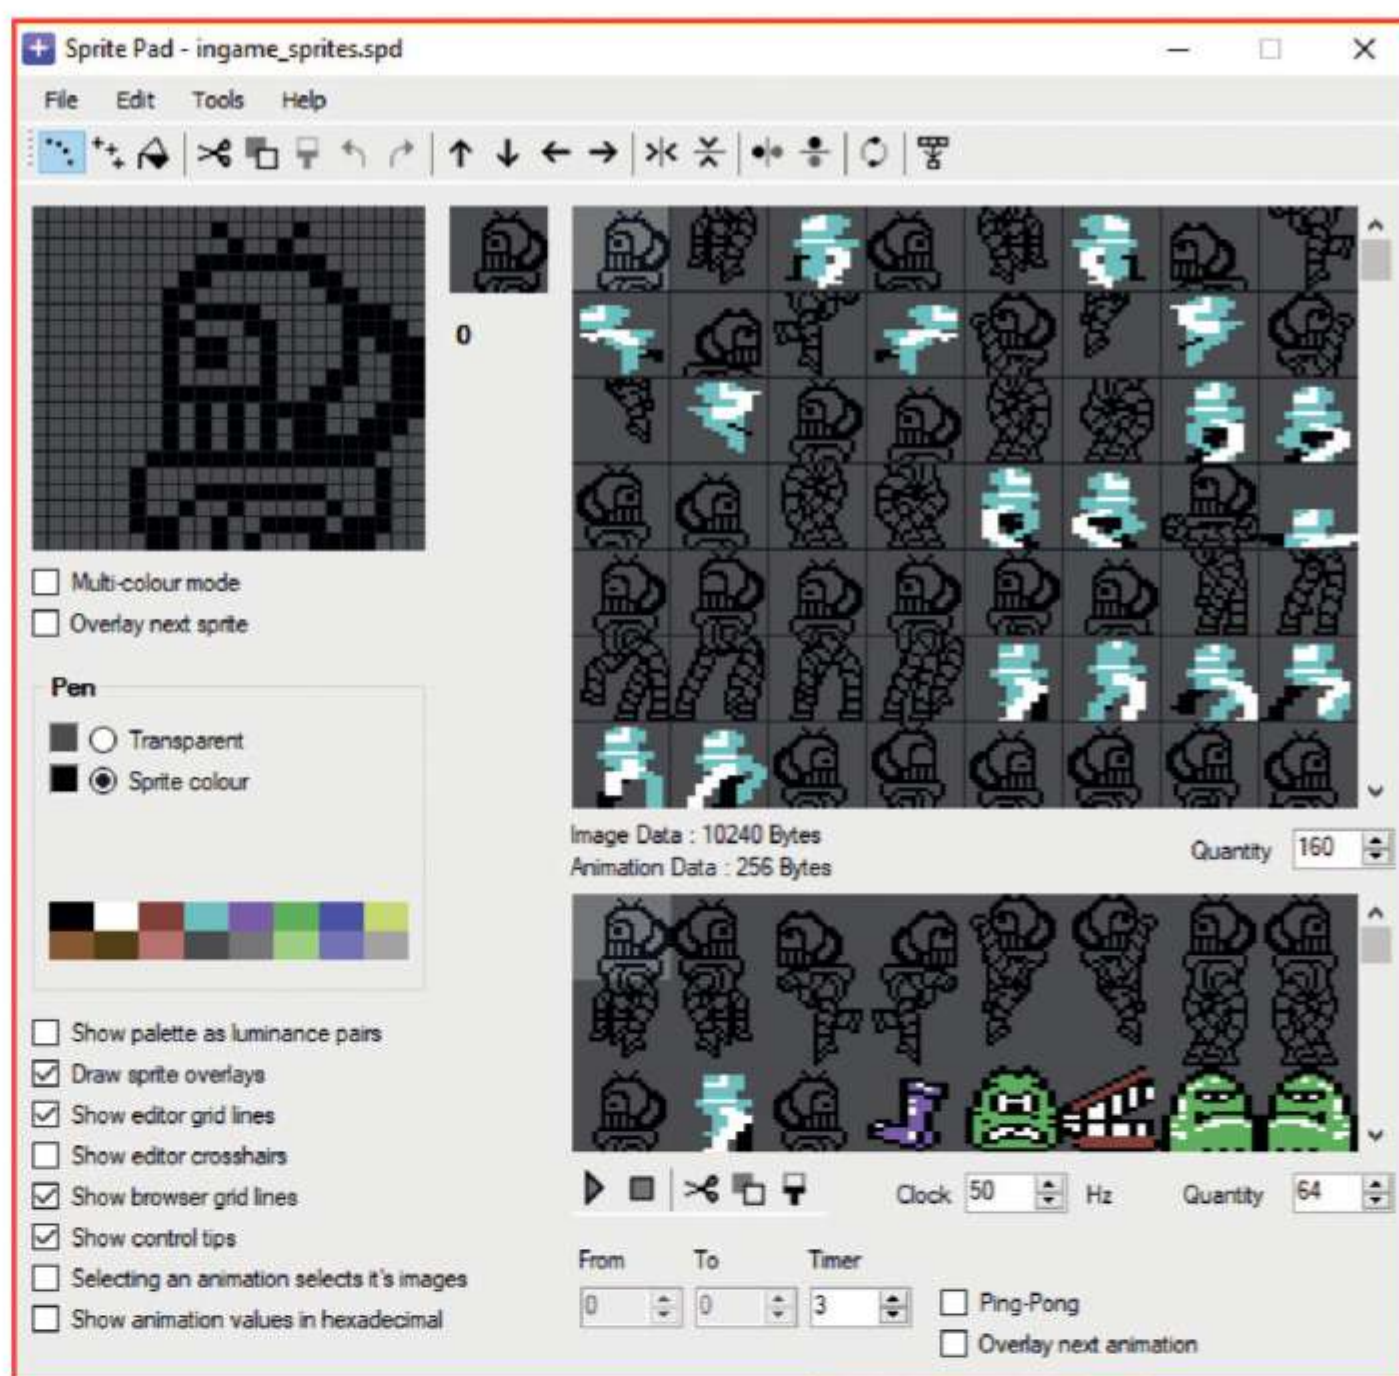 Sprite Pad - ingame_sprites.spd
File Edit Tools Help
0
Multi-colour mode
Overlay next sprite
Pen
Transparent
Sprite colour
Image Data : 10240 Bytes
Animation Data : 256 Bytes
Quantity 160
Show palette as luminance pairs
Draw sprite overlays
Show editor grid lines
Show editor crosshairs
Show browser grid lines
Show control tips
Selecting an animation selects it's images
Show animation values in hexadecimal
Clock 50 Hz Quantity 64
From To Timer
0 0 3
Ping-Pong
Overlay next animation